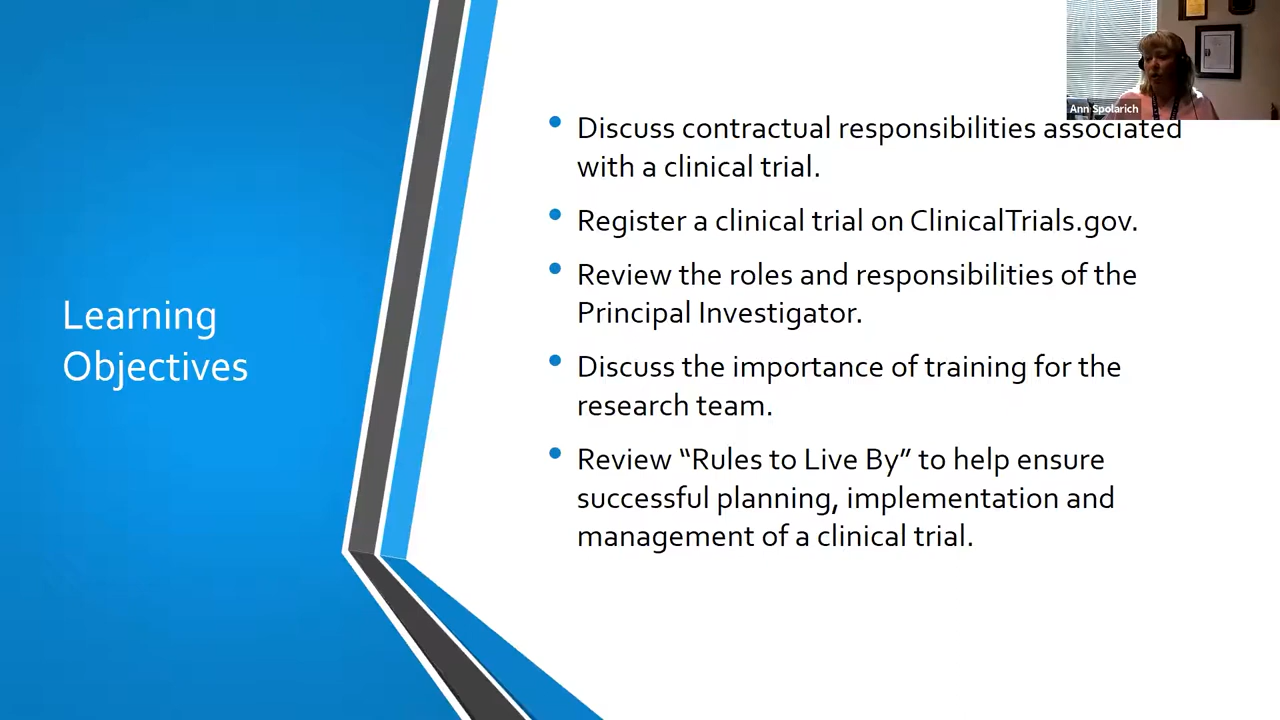 Ann Spolarich
Learning
Objectives
• Discuss contractual responsibilities associated
with a clinical trial.
• Register a clinical trial on ClinicalTrials.gov.
• Review the roles and responsibilities of the
Principal Investigator.
• Discuss the importance of training for the
research team.
• Review “Rules to Live By” to help ensure
successful planning, implementation and
management of a clinical trial.